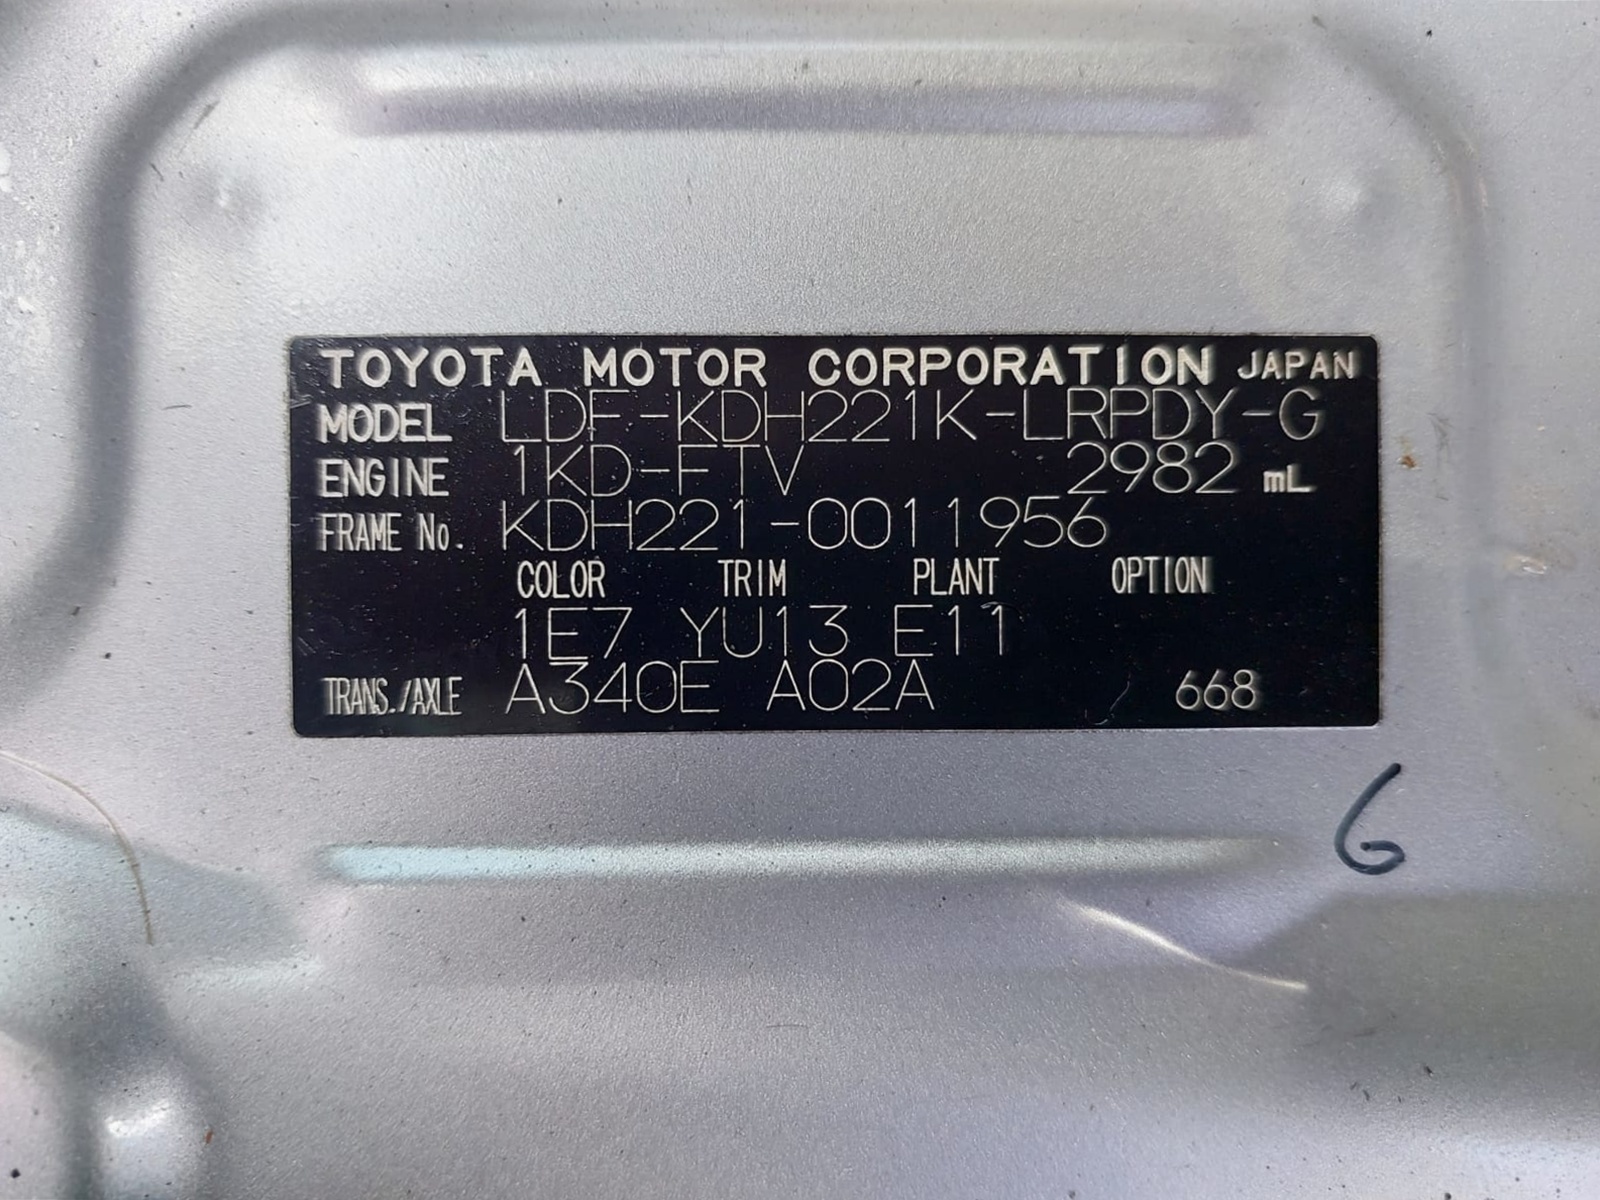 TOYOTA MOTOR CORPORATION JAPAN
MODEL LDF-KDH221K-LRPDY-G
ENGINE 1KD-FTV 2982 mL
FRAME No. KDH221-0011956
COLOR TRIM PLANT OPTION
1E7 YU13 E11
TRANS./AXLE A340E A02A 668
6